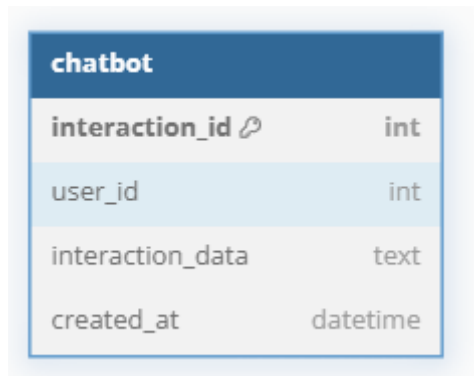 chatbot
interaction_id int
user_id int
interaction_data text
created_at datetime